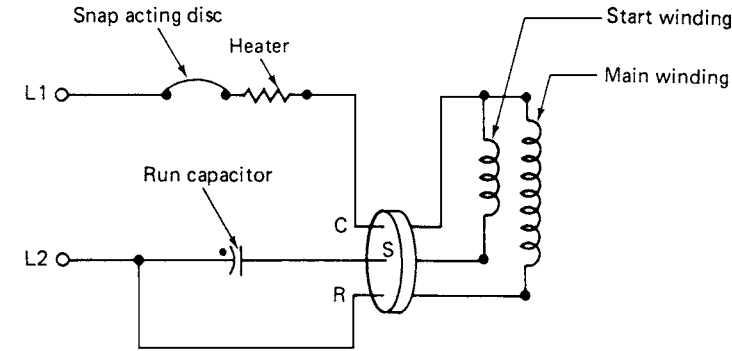 Snap acting disc
Start winding
Heater
Main winding
L1
Run capacitor
C
L2
S
R